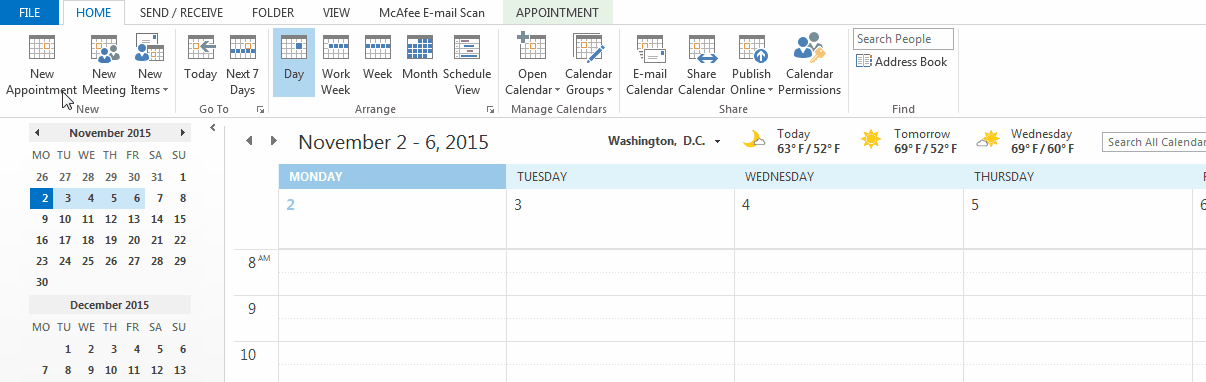 FILE HOME SEND / RECEIVE FOLDER VIEW McAfee E-mail Scan APPOINTMENT
New Appointment
New Meeting
New Items
New
Today
Next 7 Days
Go To
Day
Work Week
Week
Month
Schedule View
Arrange
Open Calendar
Calendar Groups
Manage Calendars
E-mail Calendar
Share Calendar
Publish Online
Calendar Permissions
Share
Search People
Address Book
Find
November 2015
MO TU WE TH FR SA SU
26 27 28 29 30 31 1
2 3 4 5 6 7 8
9 10 11 12 13 14 15
16 17 18 19 20 21 22
23 24 25 26 27 28 29
30
December 2015
MO TU WE TH FR SA SU
1 2 3 4 5 6
7 8 9 10 11 12 13
November 2 - 6, 2015
Washington, D.C.
Today
63° F / 52° F
Tomorrow
69° F / 52° F
Wednesday
69° F / 60° F
Search All Calendar
MONDAY TUESDAY WEDNESDAY THURSDAY F
2 3 4 5 6
8 AM
9
10